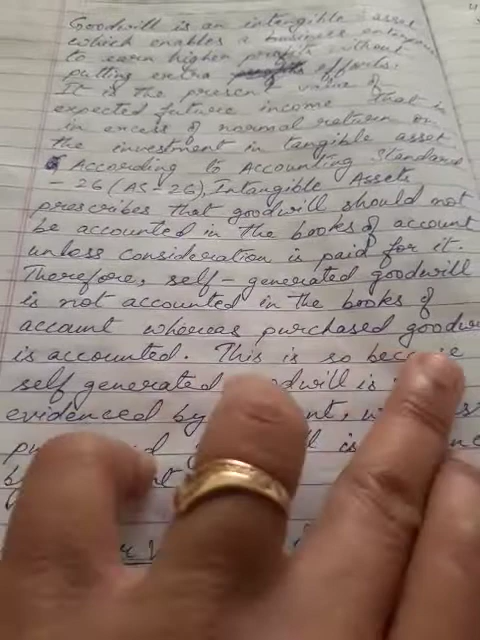 Goodwill is an intangible asset
which enables a business
to earn higher profits without
putting extra efforts.
It is the present value of
expected future income that is
in excess of normal return on
the investment in tangible asset
According to Accounting Standard
- 26 (AS-26), Intangible Assets
prescribes that goodwill should not
be accounted in the books of account
unless consideration is paid for it.
Therefore, self-generated goodwill
is not accounted in the books of
account whereas purchased
is accounted. This is so
self generated is
evidenced by
is